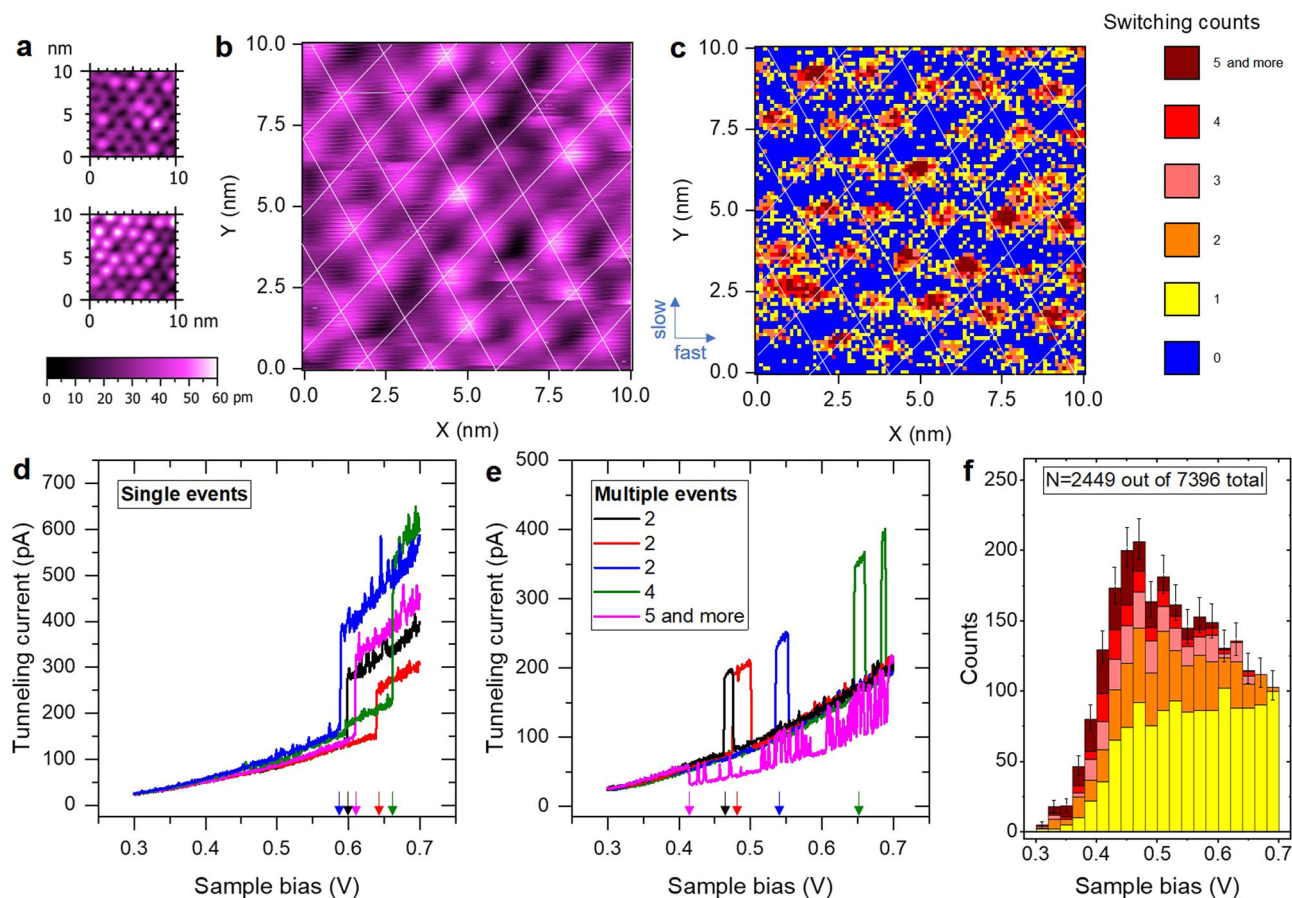 a
nm
10
5
0
0 10
10
5
0
0 10 nm
0 10 20 30 40 50 60 pm
b
10.0
7.5
5.0
2.5
0.0
Y (nm)
0.0 2.5 5.0 7.5 10.0
X (nm)
c
10.0
7.5
5.0
2.5
0.0
Y (nm)
slow
fast
0.0 2.5 5.0 7.5 10.0
X (nm)
Switching counts
5 and more
4
3
2
1
0
d
Single events
700
600
500
400
300
200
100
0
Tunneling current (pA)
0.3 0.4 0.5 0.6 0.7
Sample bias (V)
e
Multiple events
2
2
2
4
5 and more
500
400
300
200
100
0
Tunneling current (pA)
0.3 0.4 0.5 0.6 0.7
Sample bias (V)
f
N=2449 out of 7396 total
250
200
150
100
50
0
Counts
0.3 0.4 0.5 0.6 0.7
Sample bias (V)